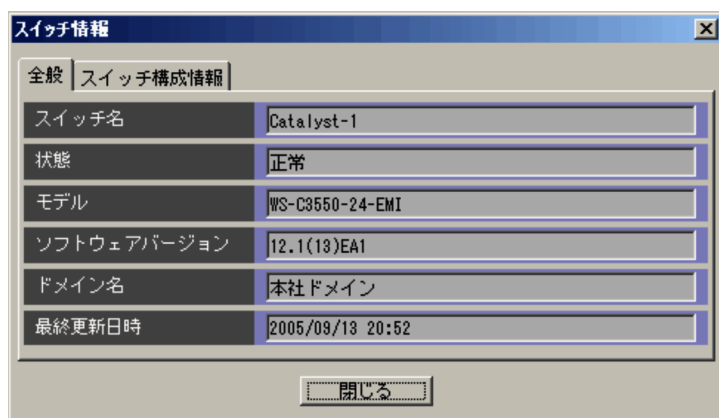 スイッチ情報
全般 スイッチ構成情報
スイッチ名 Catalyst-1
状態 正常
モデル WS-C3550-24-EMI
ソフトウェアバージョン 12.1(13)EA1
ドメイン名 本社ドメイン
最終更新日時 2005/09/13 20:52
閉じる